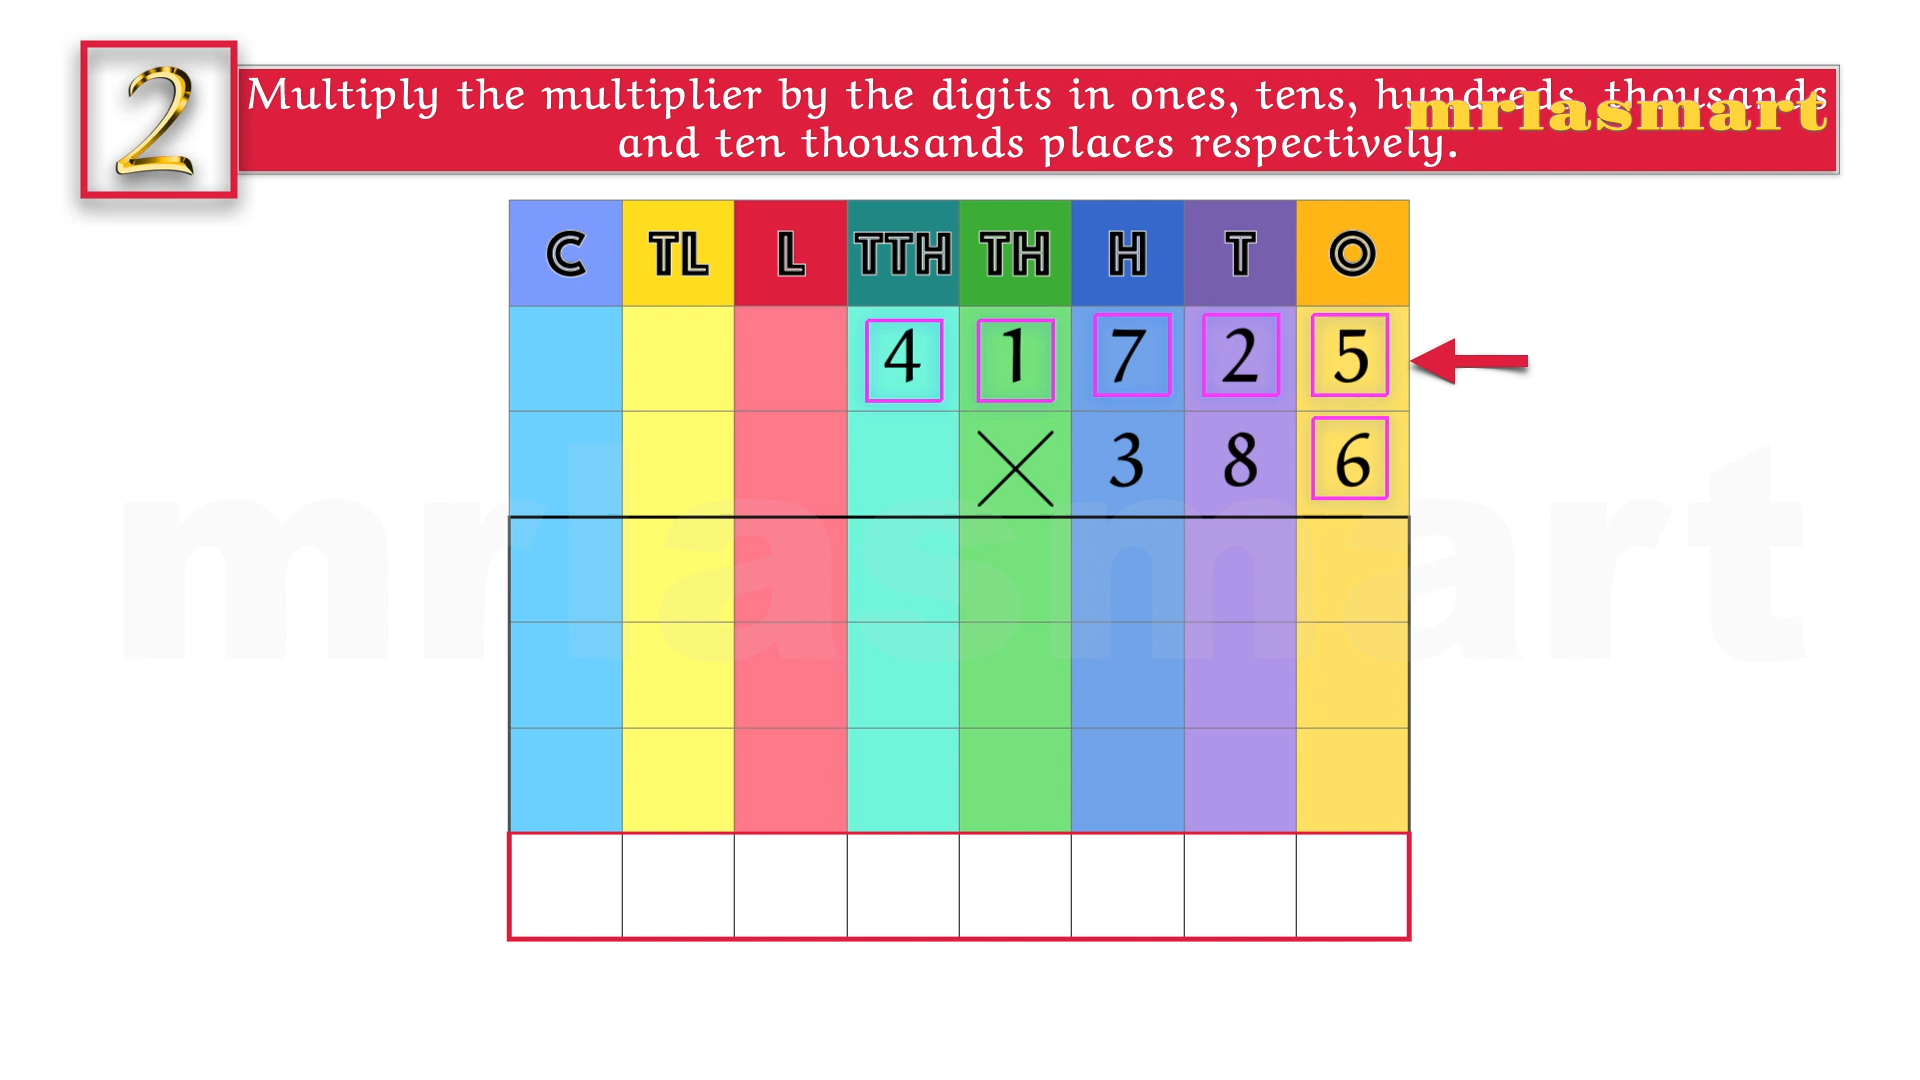 2
Multiply the multiplier by the digits in ones, tens, hundreds, thousands
and ten thousands places respectively.
mrlasmart
C TL L TTH TH H T O
4 1 7 2 5
× 3 8 6
mrlasmart